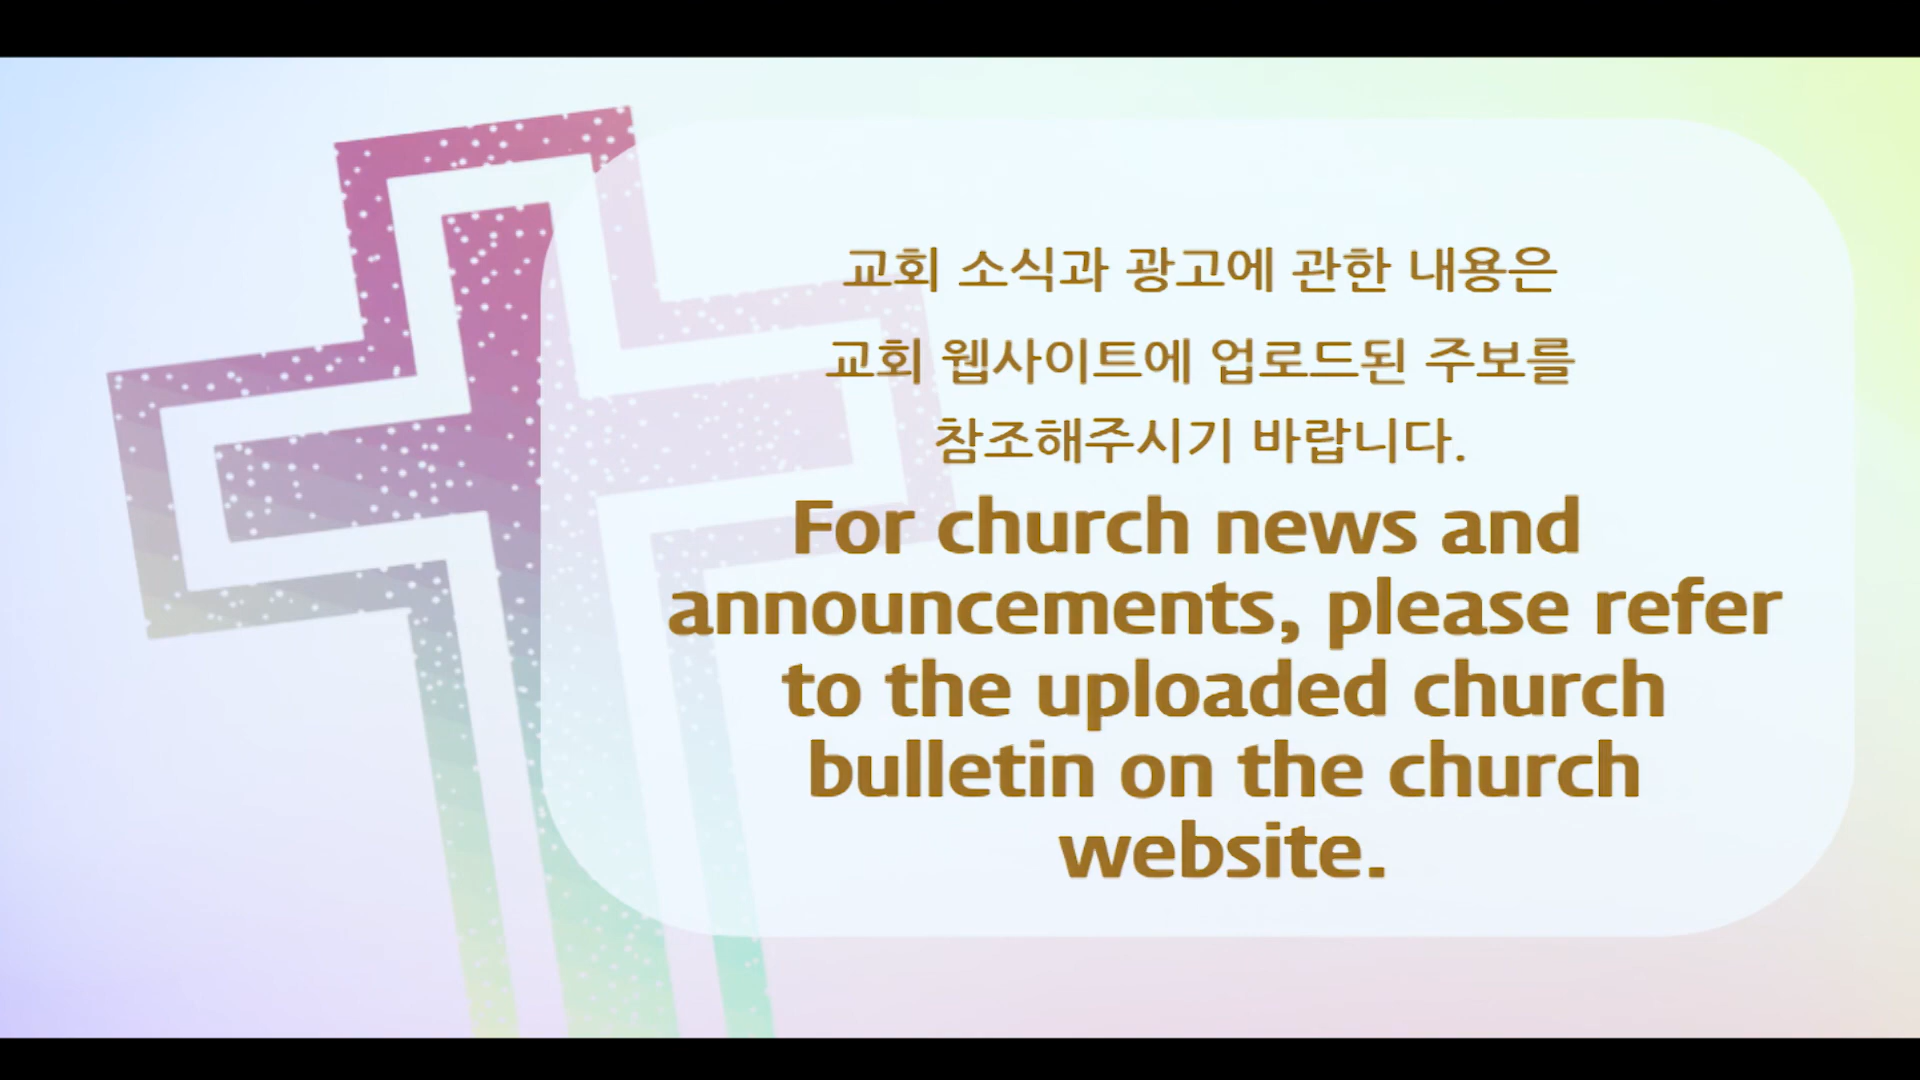 교회 소식과 광고에 관한 내용은
교회 웹사이트에 업로드된 주보를
참조해주시기 바랍니다.
For church news and
announcements, please refer
to the uploaded church
bulletin on the church
website.